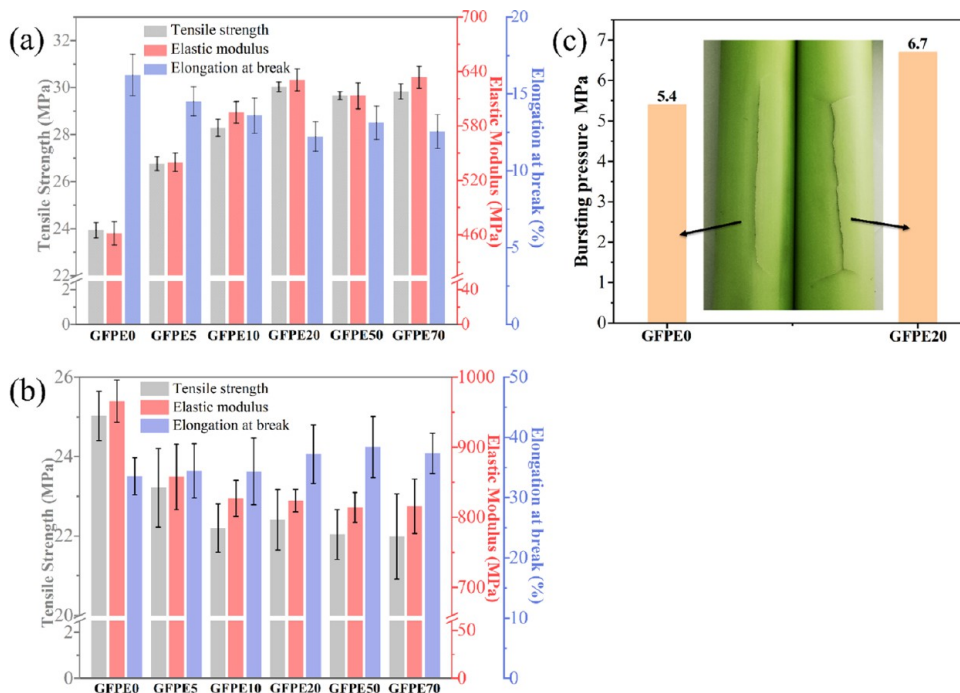 (a)
Tensile Strength (MPa)
32
30
28
26
24
22
2
0
Tensile strength
Elastic modulus
Elongation at break
GFPE0 GFPE5 GFPE10 GFPE20 GFPE50 GFPE70
700
640
580
520
460
40
0
Elastic Modulus (MPa)
20
15
10
5
0
Elongation at break (%)
(c)
Bursting pressure MPa
7
6
5
4
3
2
1
0
5.4
6.7
GFPE0 GFPE20
(b)
Tensile Strength (MPa)
26
24
22
20
2
0
Tensile strength
Elastic modulus
Elongation at break
GFPE0 GFPE5 GFPE10 GFPE20 GFPE50 GFPE70
1000
900
800
700
50
0
Elastic Modulus (MPa)
50
40
30
20
10
0
Elongation at break (%)